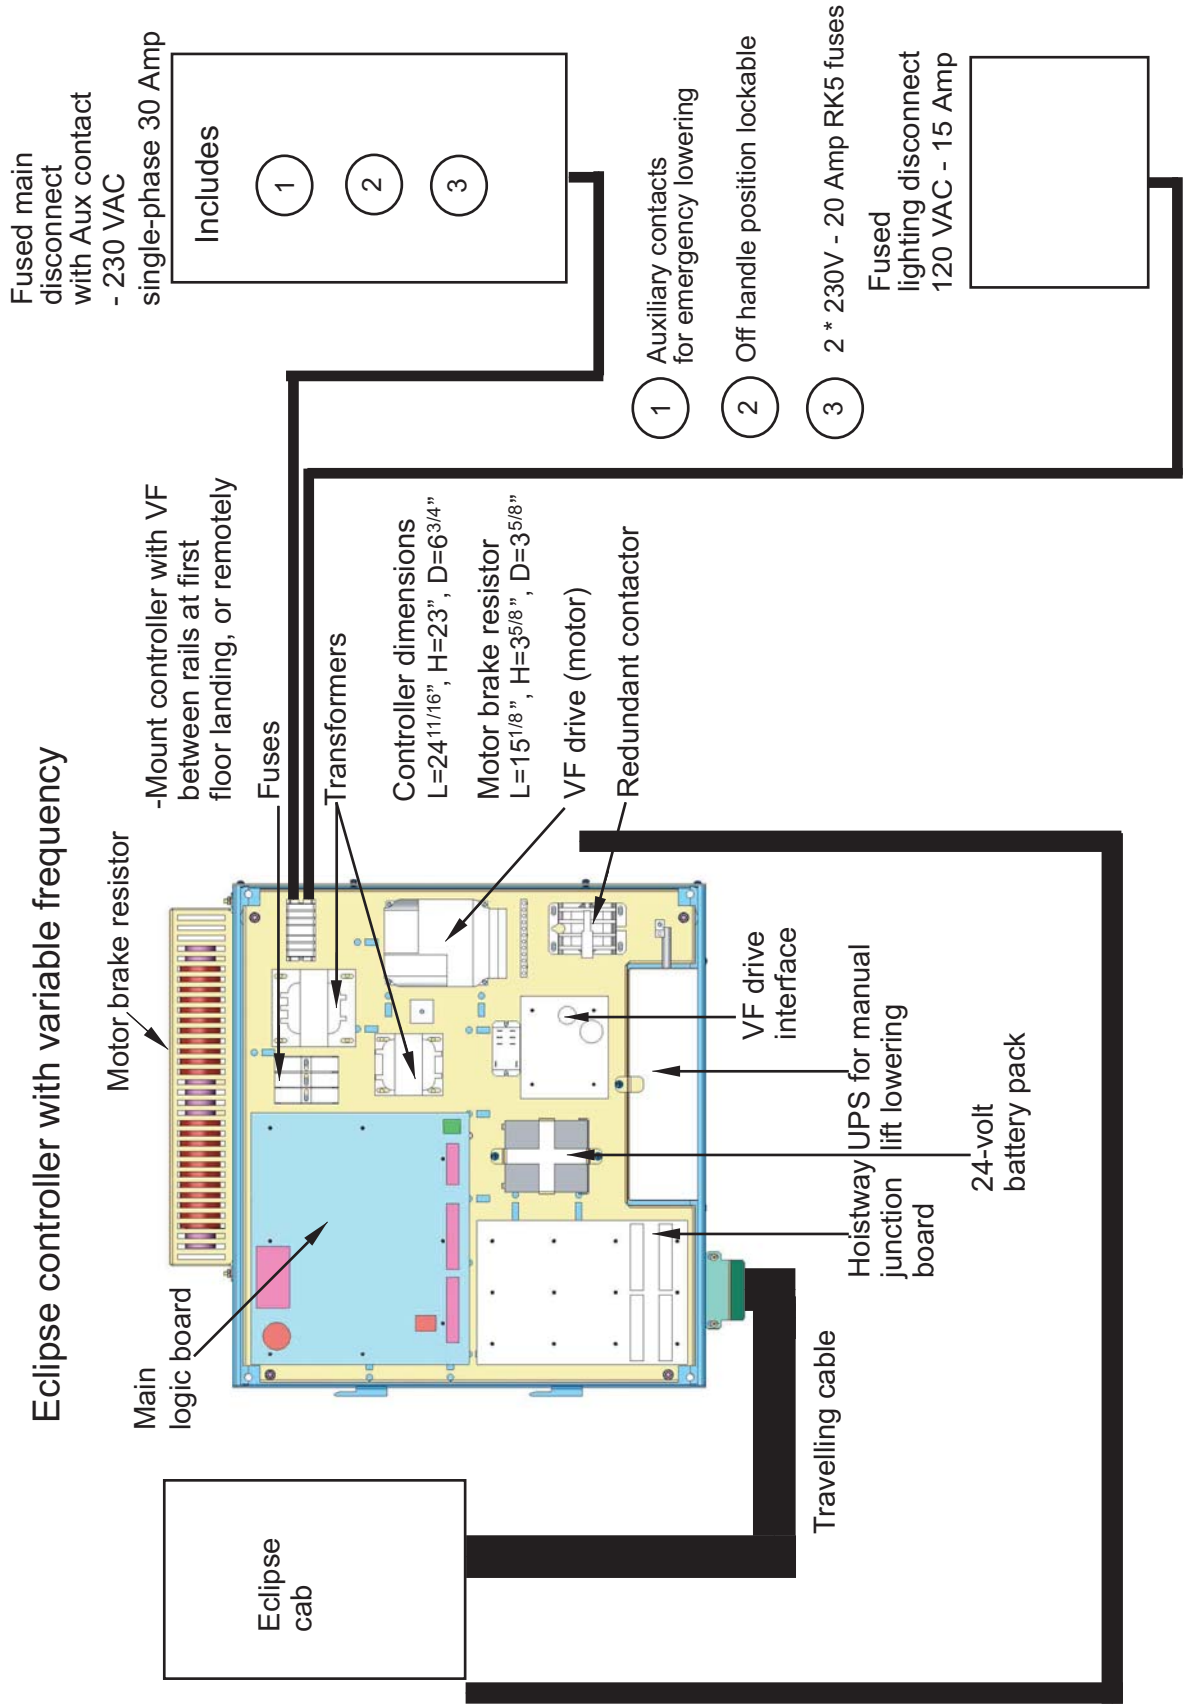 Eclipse controller with variable frequency
Fused main
disconnect
with Aux contact
- 230 VAC
single-phase 30 Amp
Includes
1
2
3
Motor brake resistor
-Mount controller with VF
between rails at first
floor landing, or remotely
Fuses
Transformers
Controller dimensions
L=24 11/16”, H=23”, D=6 3/4”
Motor brake resistor
L=15 1/8”, H=3 5/8”, D=3 5/8”
VF drive (motor)
Redundant contactor
1 Auxiliary contacts
for emergency lowering
2 Off handle position lockable
3 2 * 230V - 20 Amp RK5 fuses
Fused
lighting disconnect
120 VAC - 15 Amp
Main
logic board
Eclipse
cab
VF drive
interface
UPS for manual
lift lowering
Hoistway
junction
board
24-volt
battery pack
Travelling cable